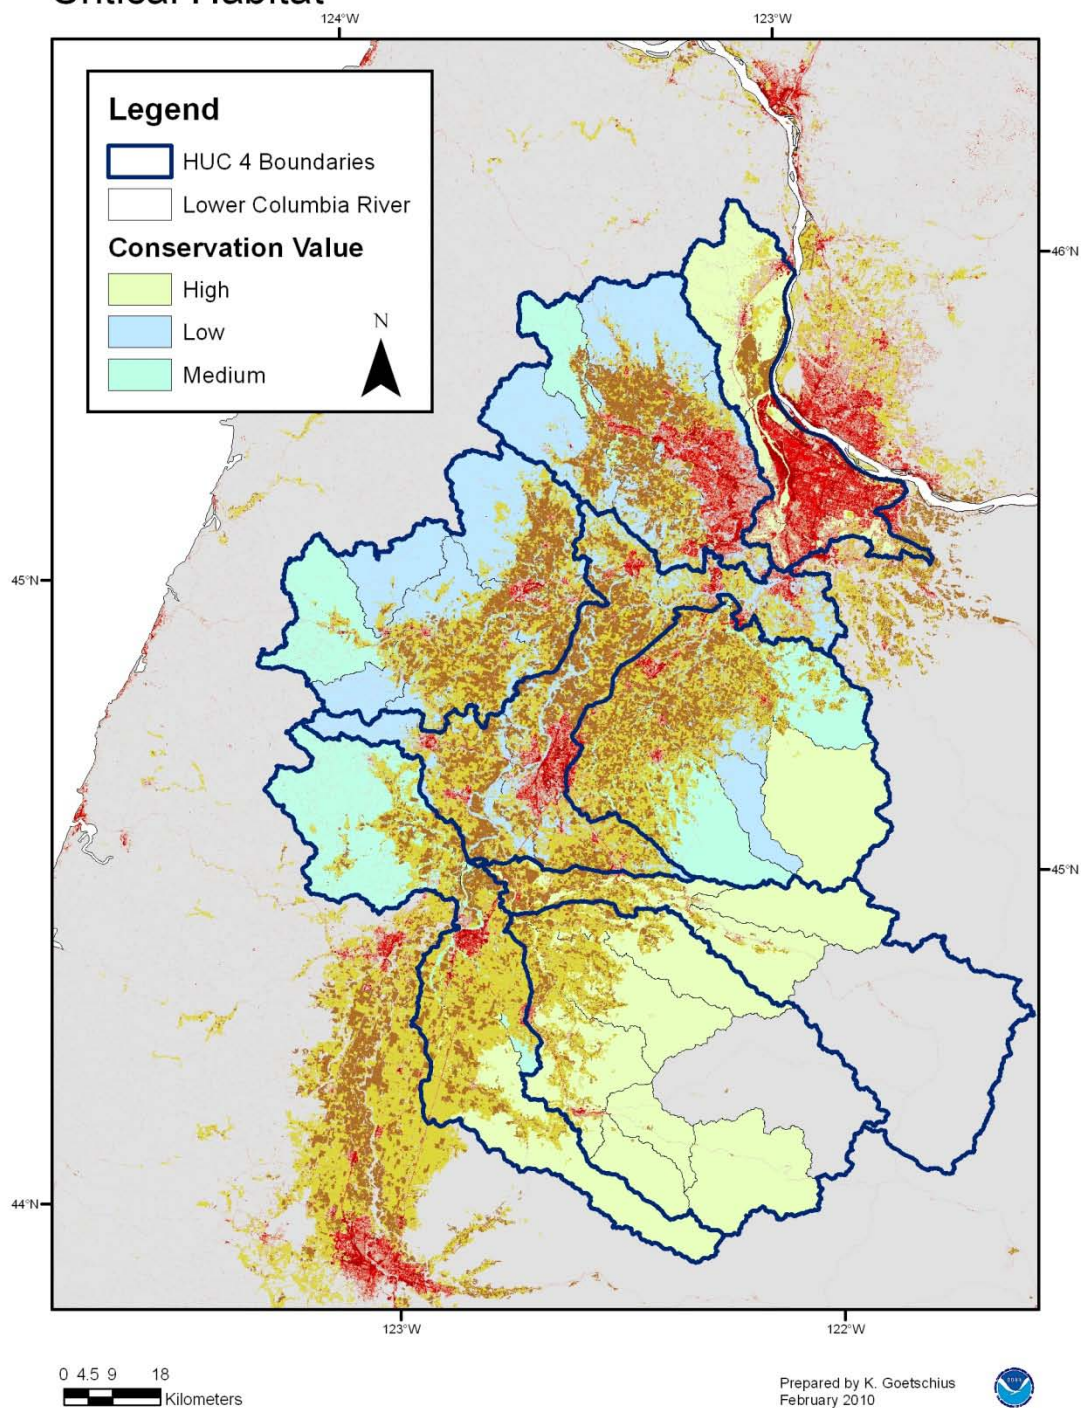 Critical Habitat
124°W 123°W
Legend
HUC 4 Boundaries
Lower Columbia River
Conservation Value
High
N
Low
Medium
46°N
45°N
45°N
44°N
123°W 122°W
0 4.5 9 18
Kilometers
Prepared by K. Goetschius
February 2010